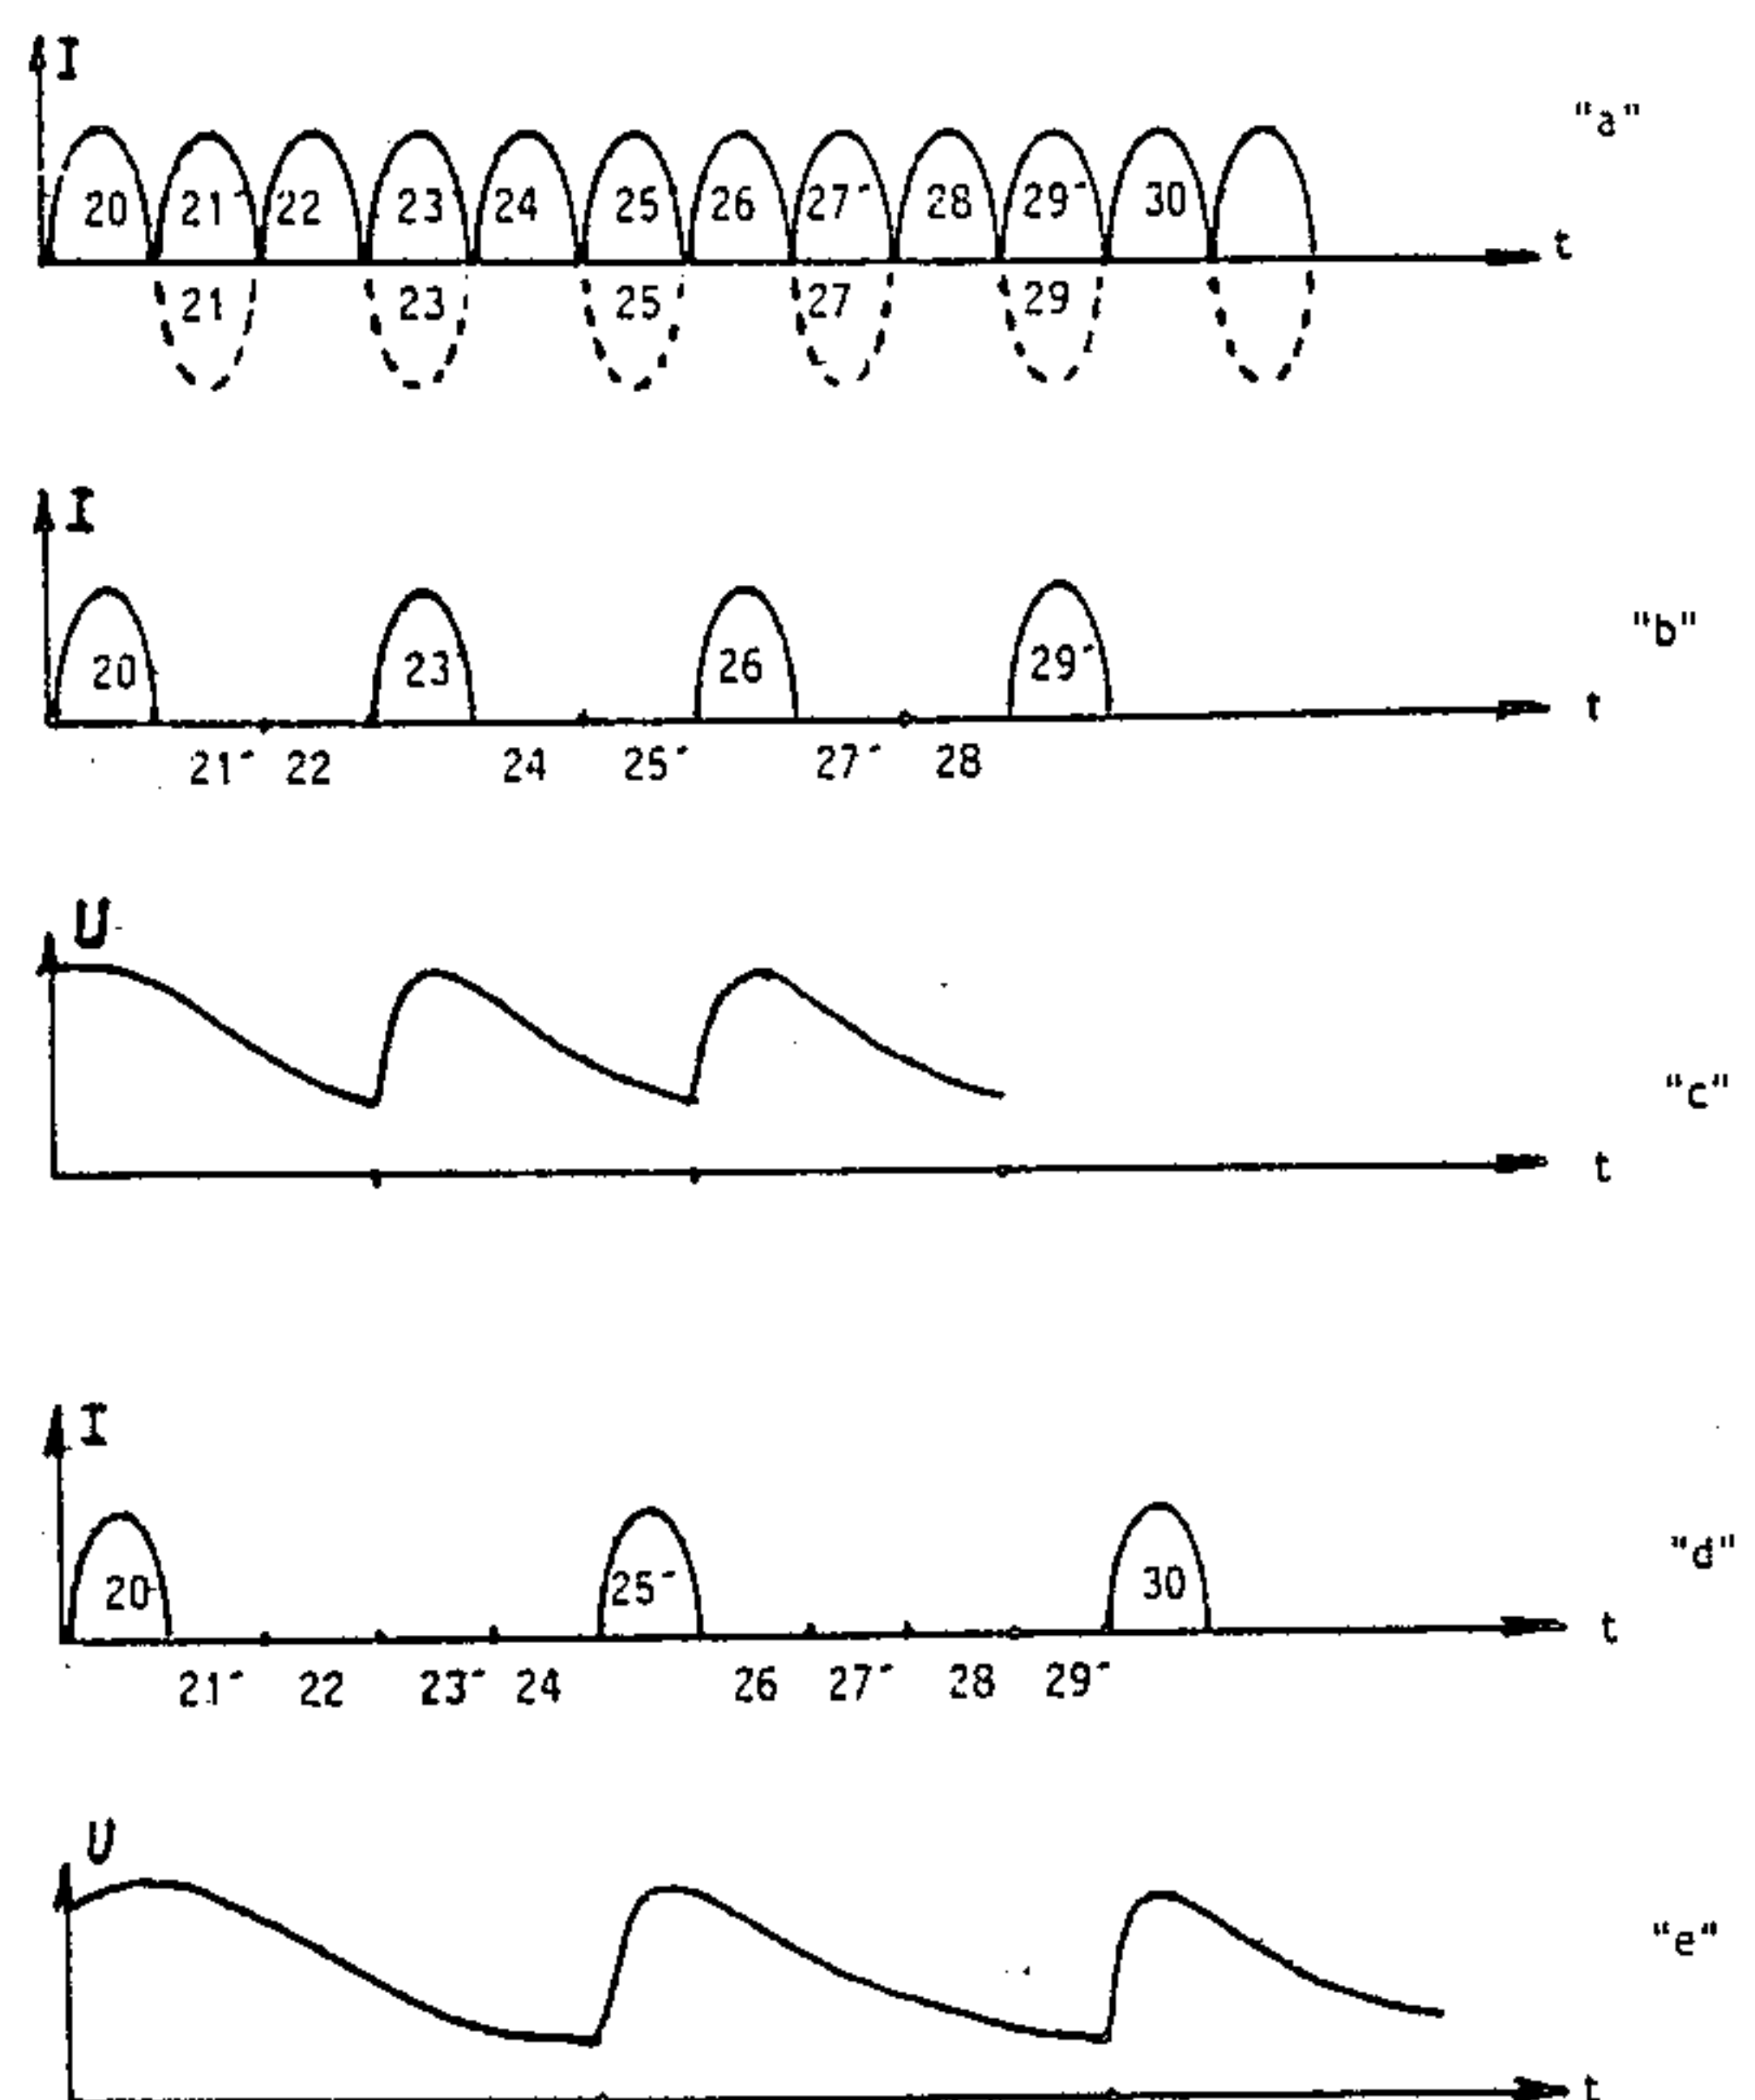 I
"a"
20 21´ 22 23 24 25 26 27´ 28 29´ 30
t
21 23 25 27 29
I
"b"
20 23 26 29´
t
21´ 22 24 25´ 27´ 28
U
"c"
t
I
"d"
20 25´ 30
t
21´ 22 23´ 24 26 27´ 28 29´
U
"e"
t